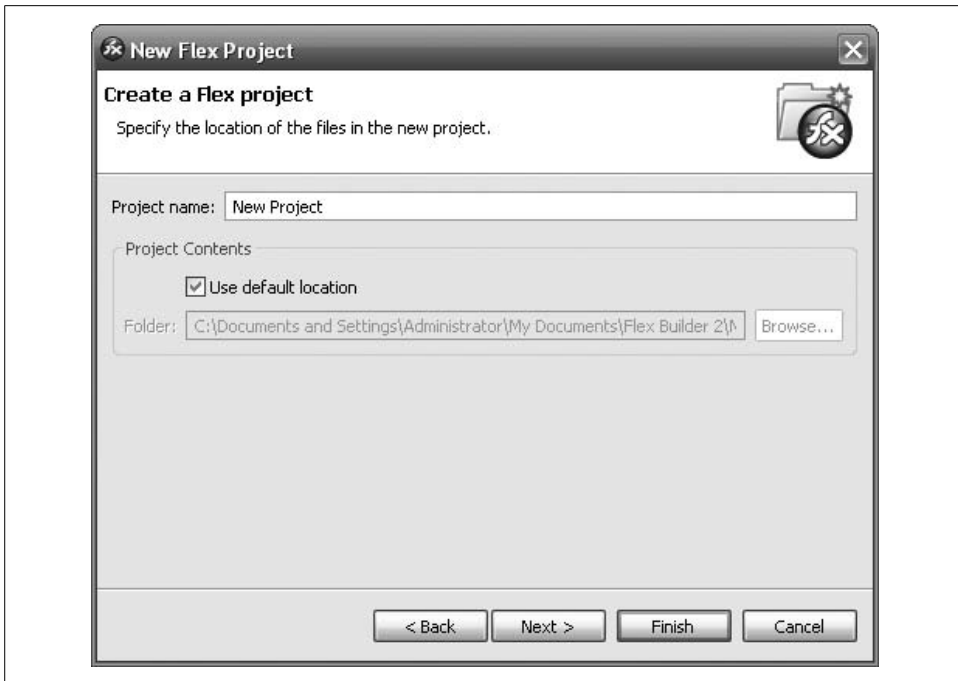 New Flex Project
Create a Flex project
Specify the location of the files in the new project.
Project name: New Project
Project Contents
Use default location
Folder: C:\Documents and Settings\Administrator\My Documents\Flex Builder 2\N Browse...
< Back Next > Finish Cancel